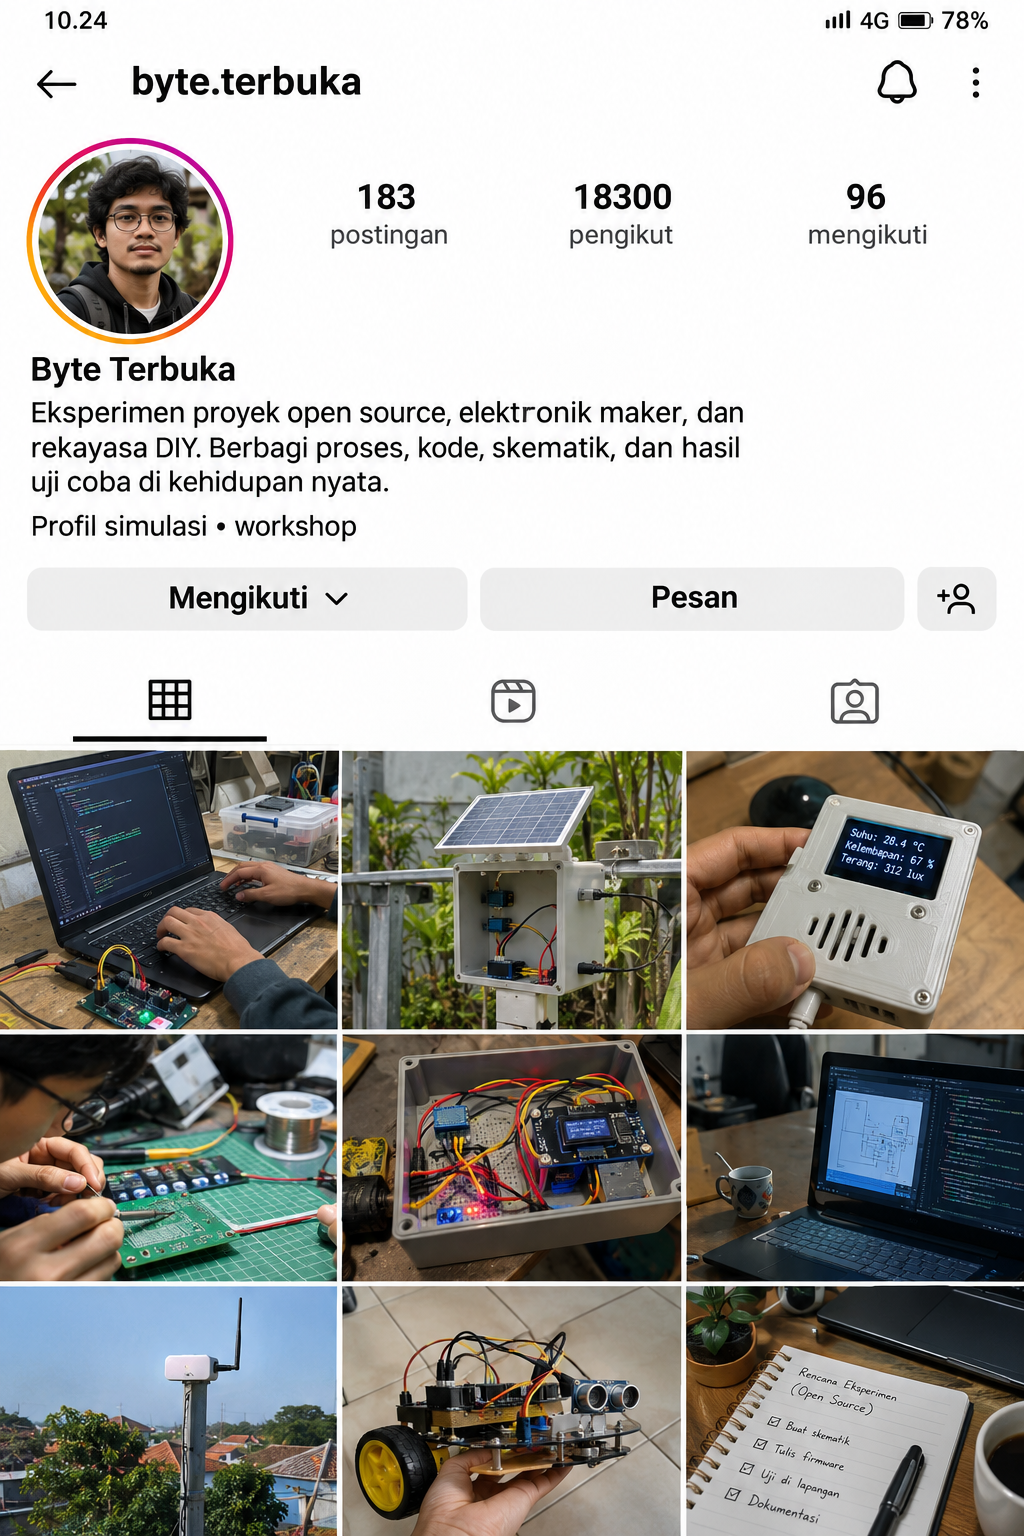 10.24
4G 78%
byte.terbuka
183 18300 96
postingan pengikut mengikuti
Byte Terbuka
Eksperimen proyek open source, elektronik maker, dan
rekayasa DIY. Berbagi proses, kode, skematik, dan hasil
uji coba di kehidupan nyata.
Profil simulasi • workshop
Mengikuti
Pesan
Suhu: 28.4 °C
Kelembapan: 67 %
Terang: 312 lux
Rencana Eksperimen
(Open Source)
Buat skematik
Tulis firmware
Uji di lapangan
Dokumentasi